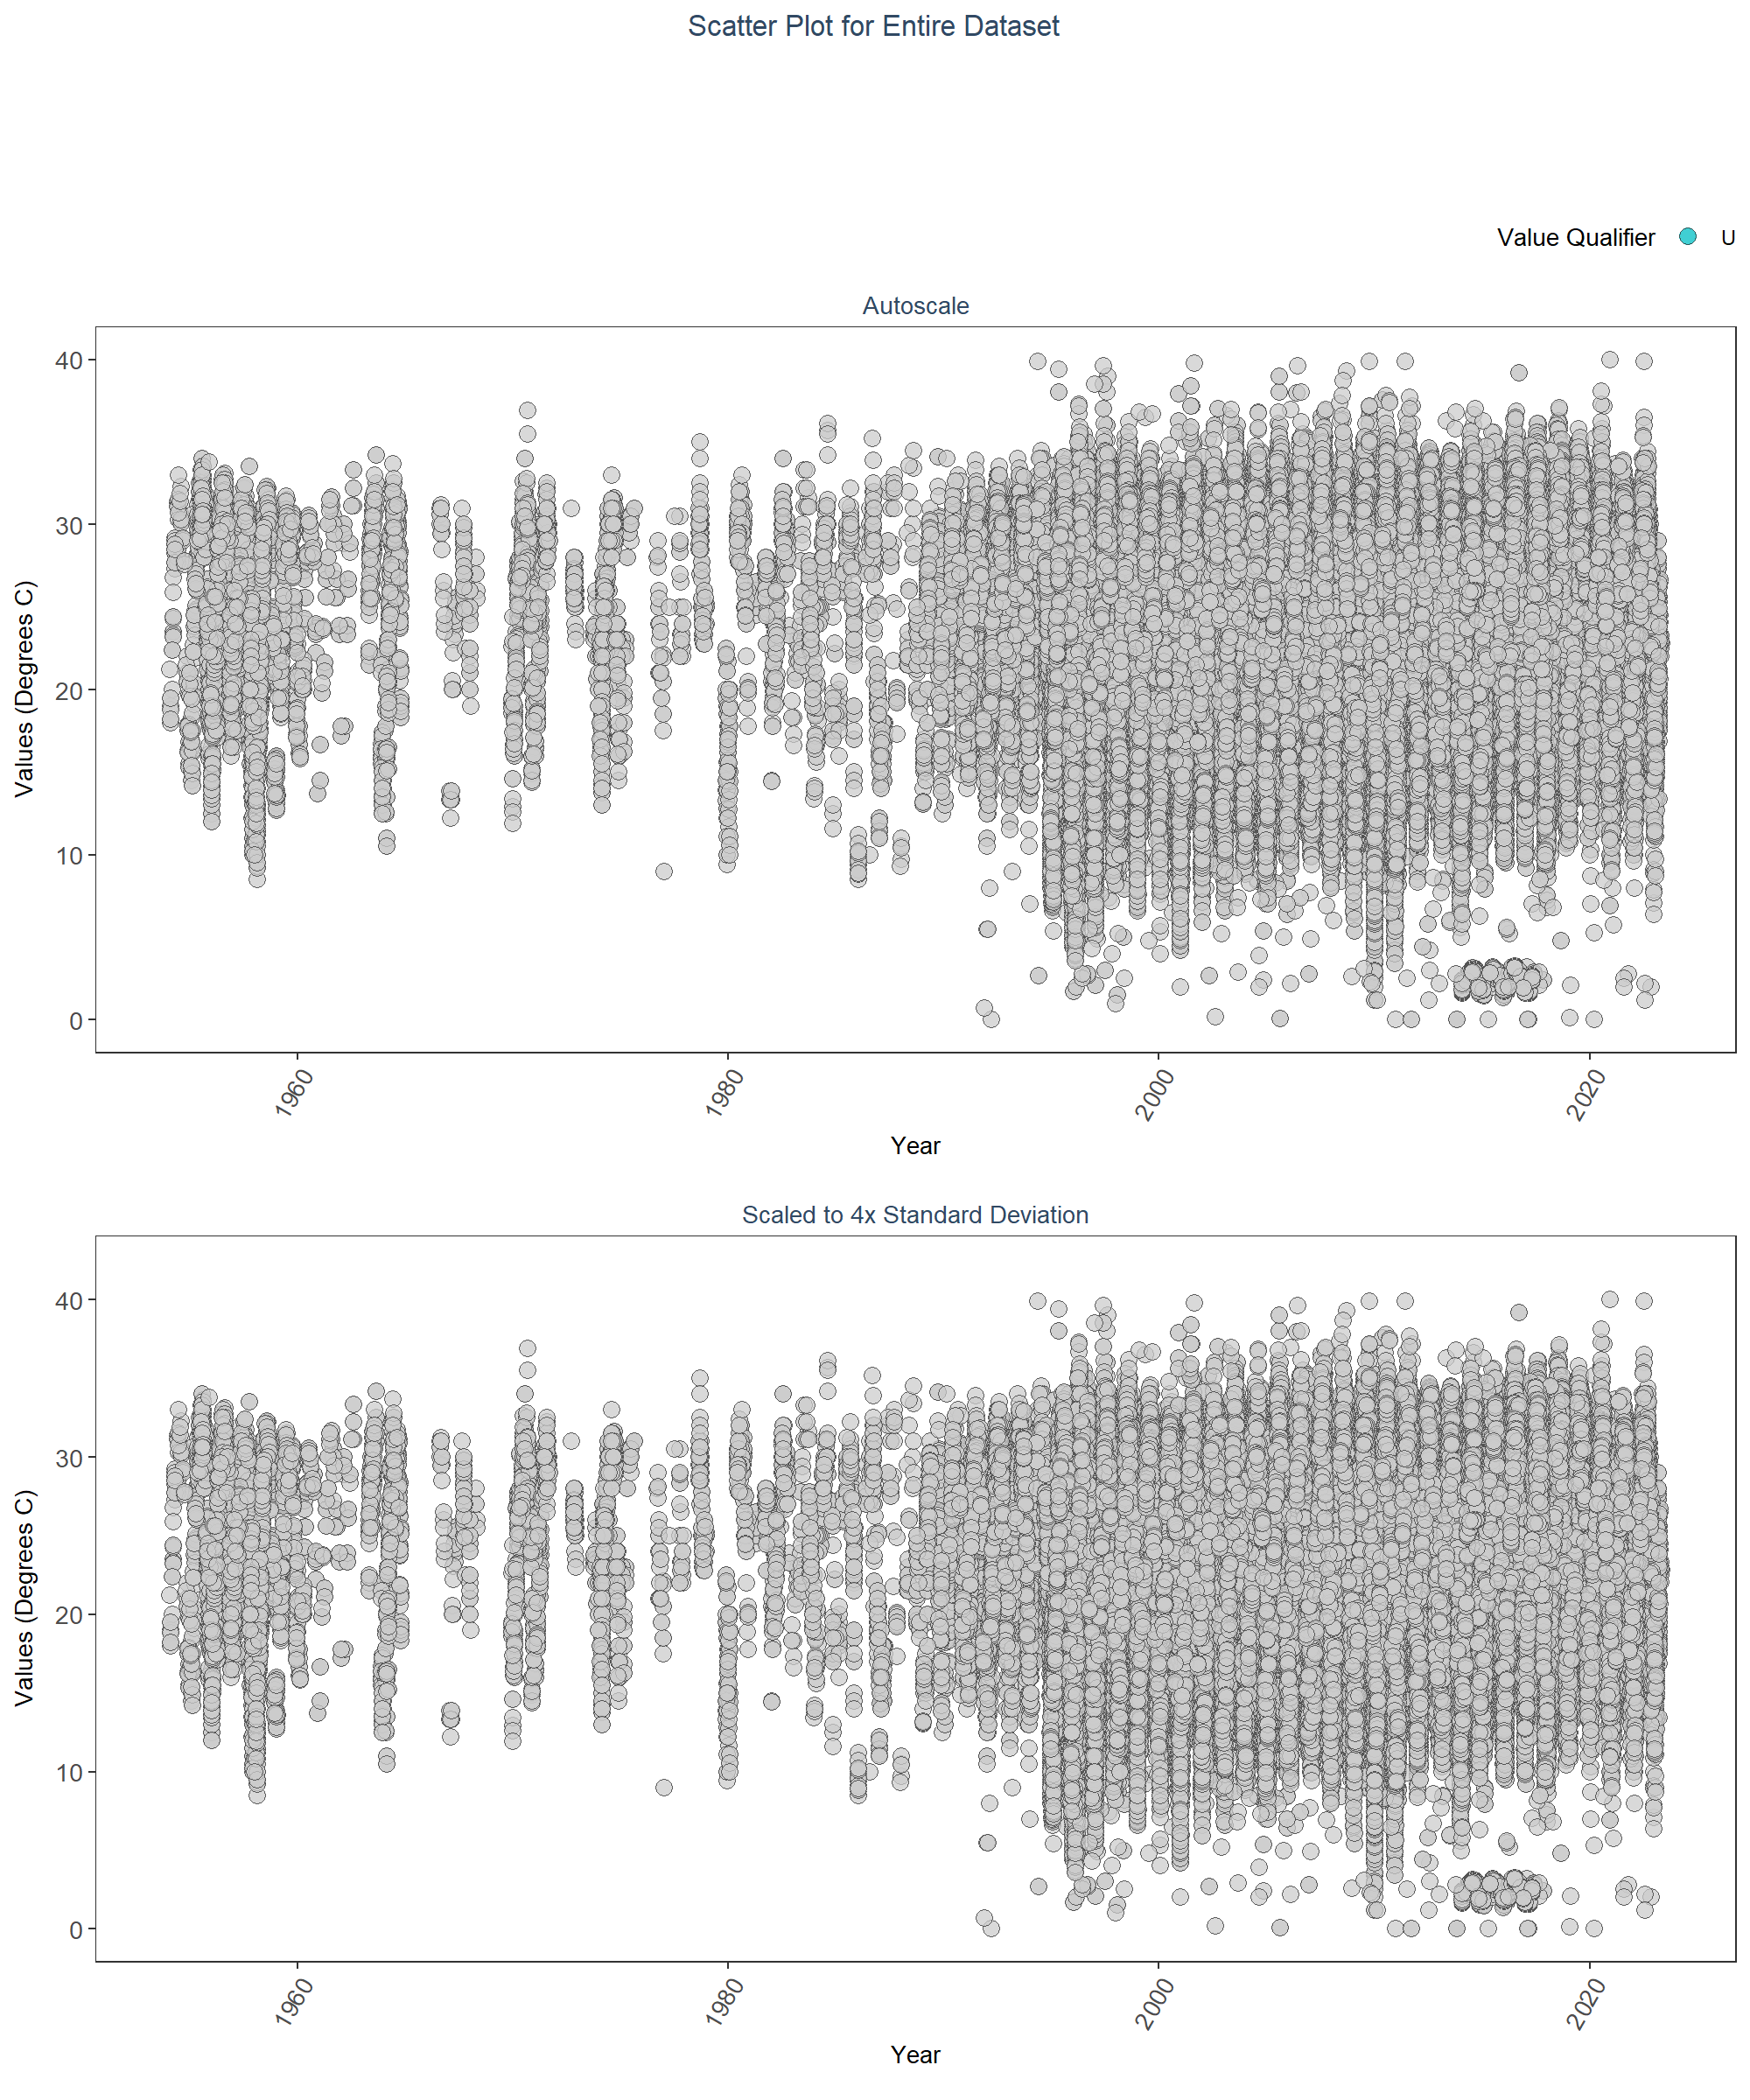 Scatter Plot for Entire Dataset
Value Qualifier U
Autoscale
Values (Degrees C)
40
30
20
10
0
1960 1980 2000 2020
Year
Scaled to 4x Standard Deviation
Values (Degrees C)
40
30
20
10
0
1960 1980 2000 2020
Year